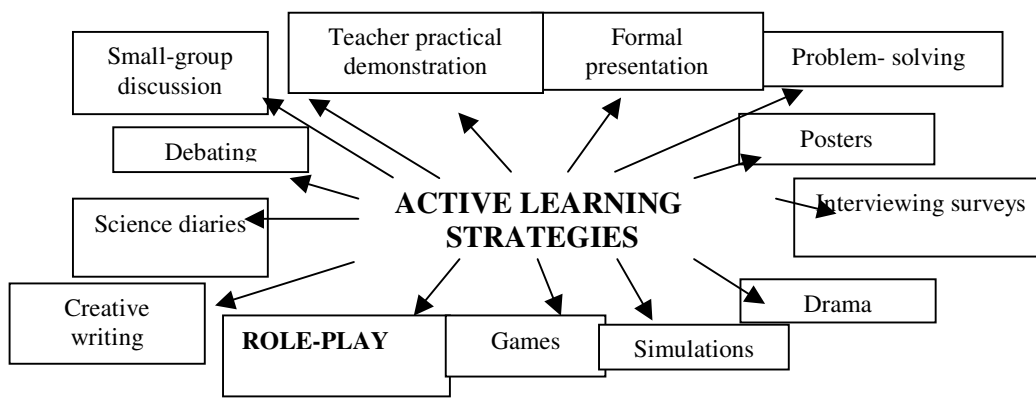 Small-group
discussion
Teacher practical
demonstration
Formal
presentation
Problem- solving
Debating
Posters
Science diaries
ACTIVE LEARNING
STRATEGIES
Interviewing surveys
Creative
writing
ROLE-PLAY
Games
Simulations
Drama